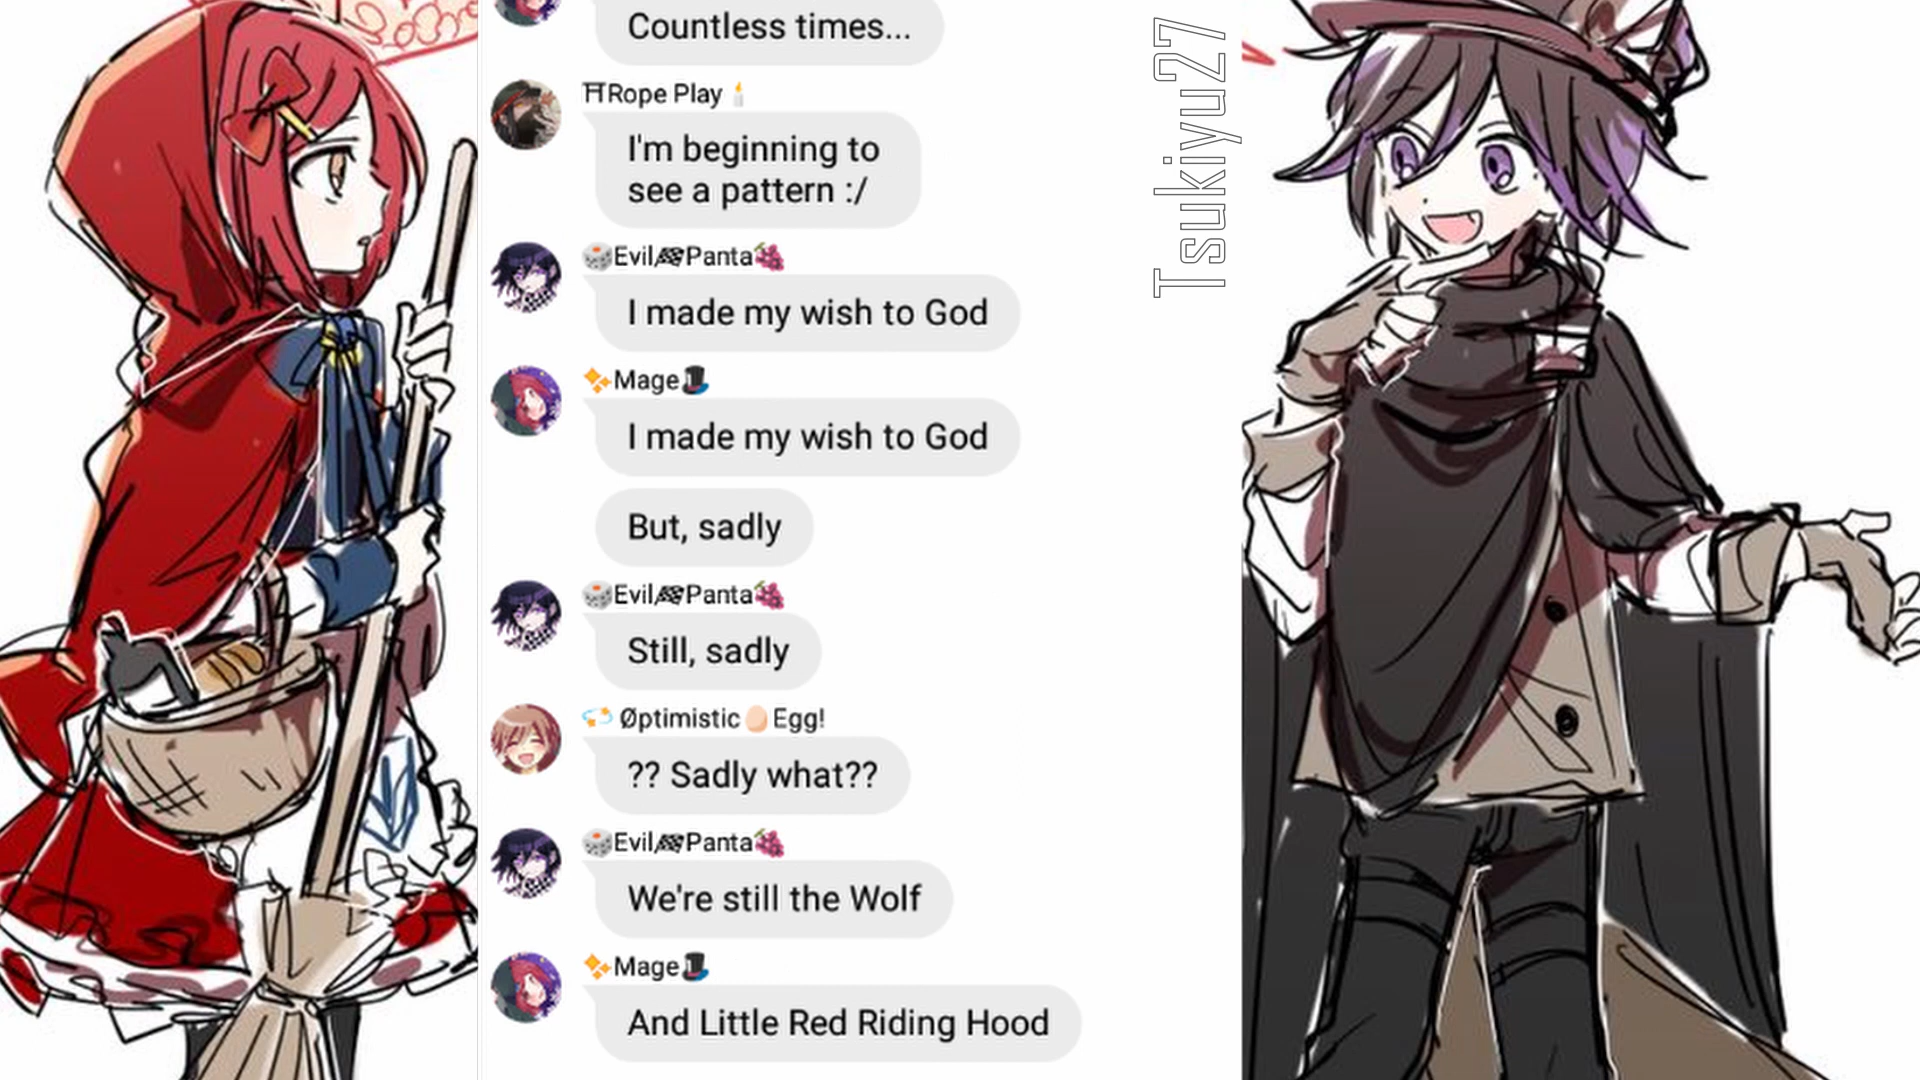 Countless times...
⛩Rope Play🕯
I'm beginning to
see a pattern :/
🎲Evil🏁Panta🍇
I made my wish to God
✨Mage🎩
I made my wish to God
But, sadly
🎲Evil🏁Panta🍇
Still, sadly
💫 Øptimistic🥚Egg!
?? Sadly what??
🎲Evil🏁Panta🍇
We're still the Wolf
✨Mage🎩
And Little Red Riding Hood
Tsukiyu27